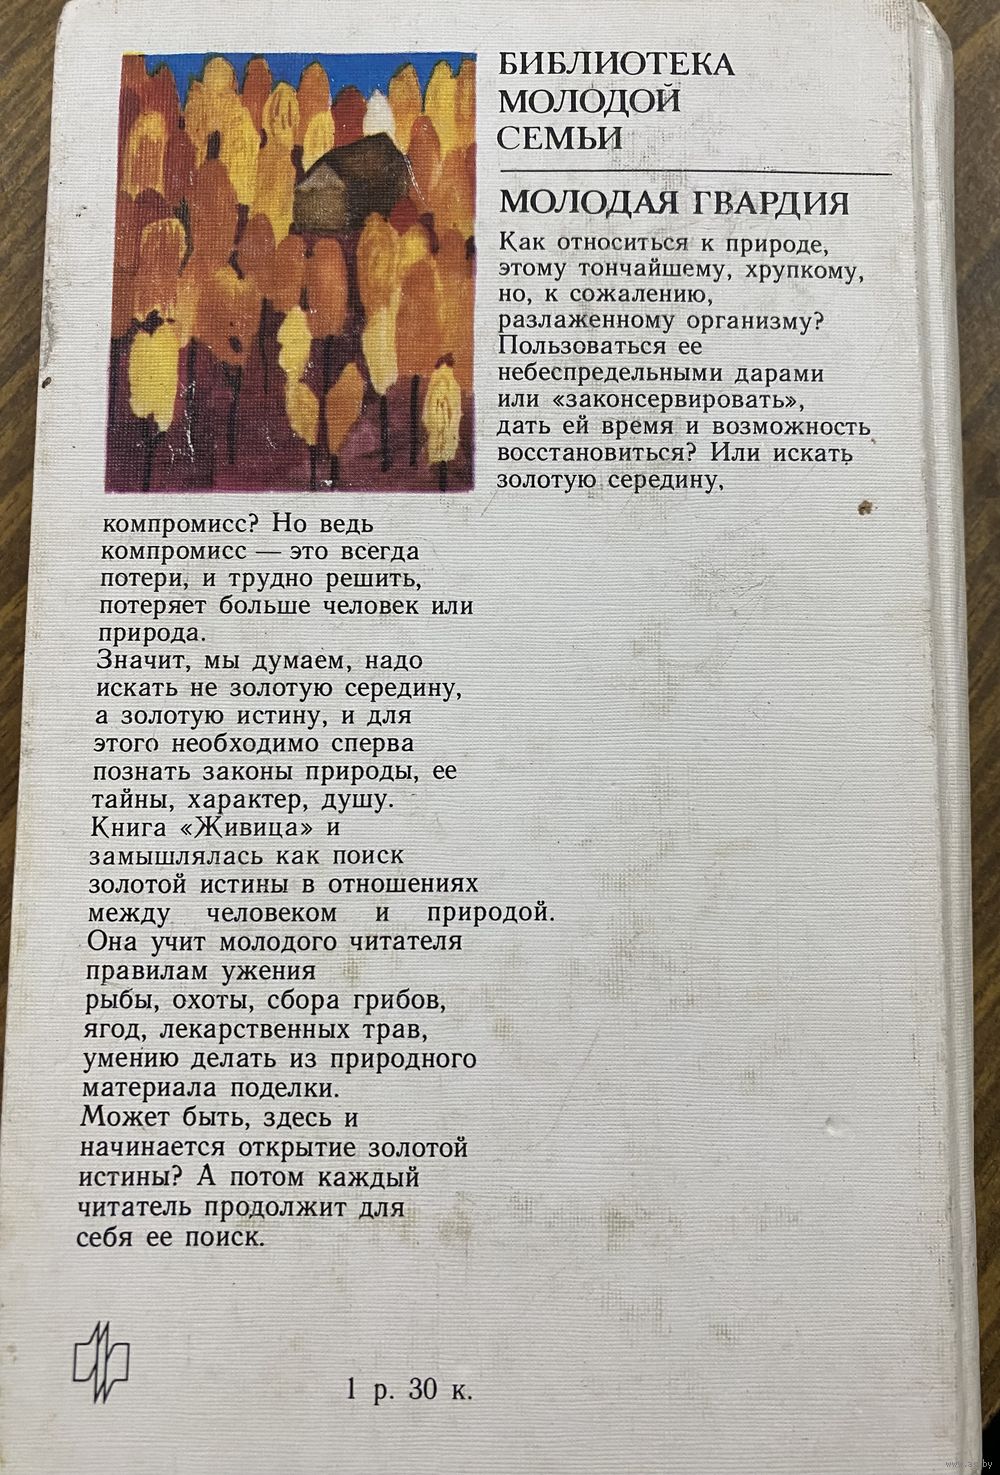 БИБЛИОТЕКА
МОЛОДОЙ
СЕМЬИ
МОЛОДАЯ ГВАРДИЯ
Как относиться к природе,
этому тончайшему, хрупкому,
но, к сожалению,
разлаженному организму?
Пользоваться ее
небеспредельными дарами
или «законсервировать»,
дать ей время и возможность
восстановиться? Или искать
золотую середину,
компромисс? Но ведь
компромисс — это всегда
потери, и трудно решить,
потеряет больше человек или
природа.
Значит, мы думаем, надо
искать не золотую середину,
а золотую истину, и для
этого необходимо сперва
познать законы природы, ее
тайны, характер, душу.
Книга «Живица» и
замышлялась как поиск
золотой истины в отношениях
между человеком и природой.
Она учит молодого читателя
правилам ужения
рыбы, охоты, сбора грибов,
ягод, лекарственных трав,
умению делать из природного
материала поделки.
Может быть, здесь и
начинается открытие золотой
истины? А потом каждый
читатель продолжит для
себя ее поиск.
1 р. 30 к.
www.ay.by